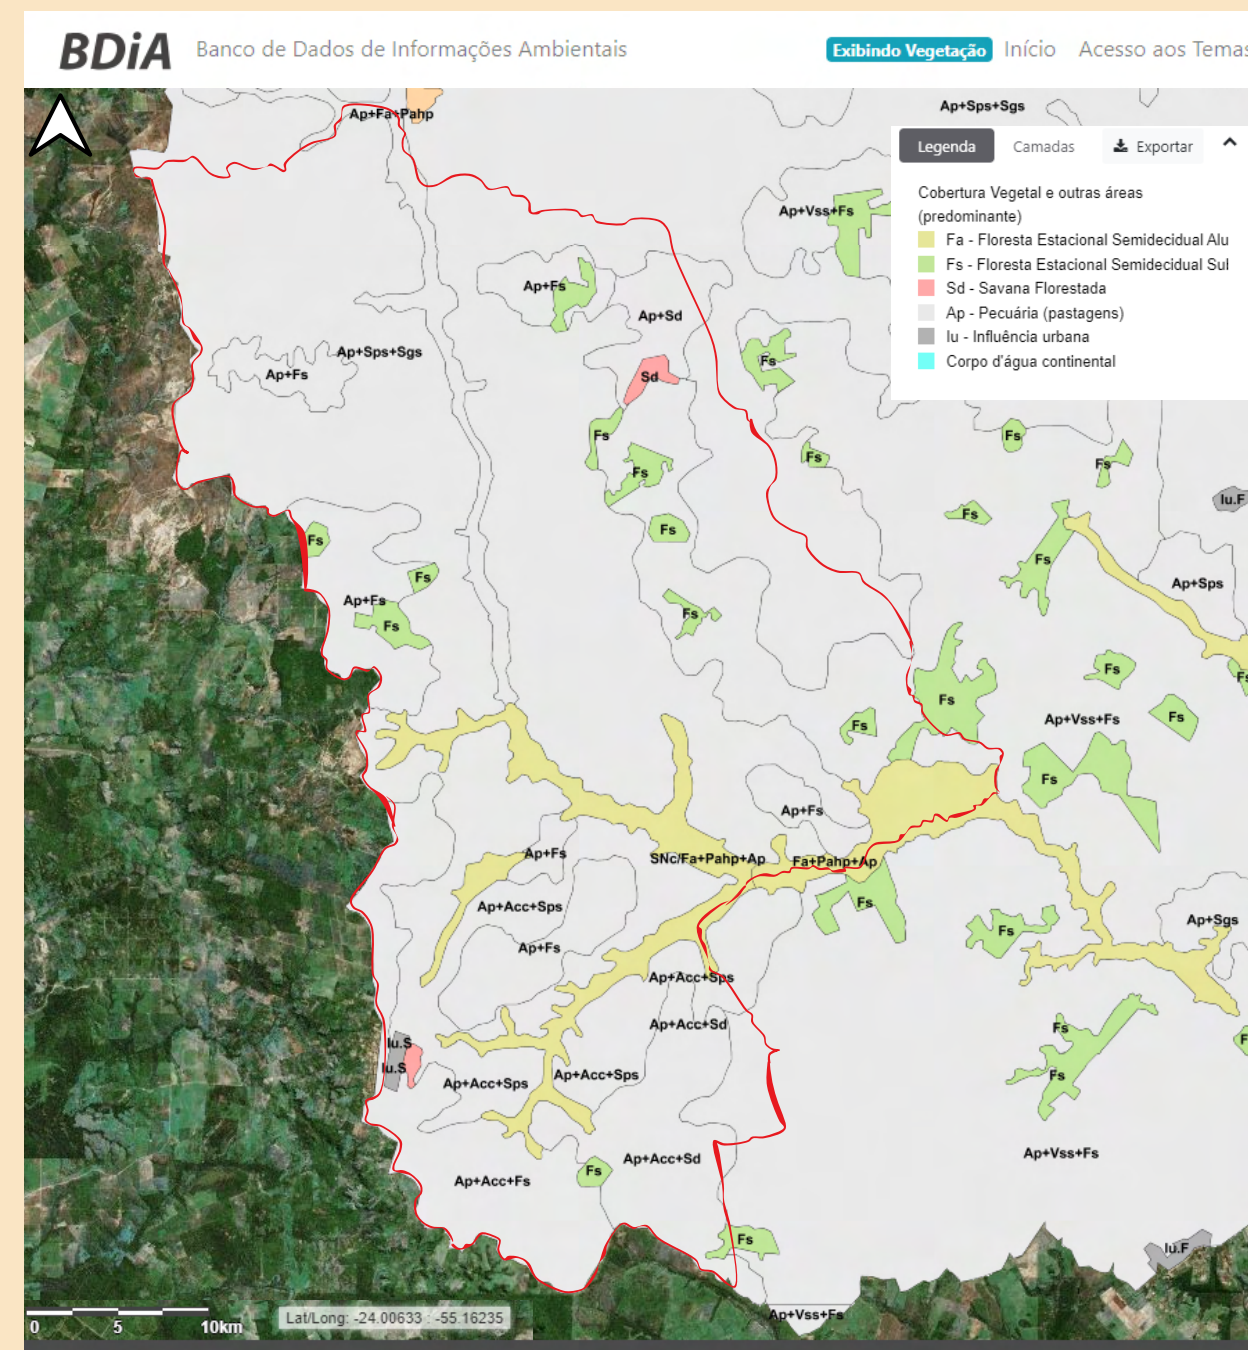 BDiA Banco de Dados de Informações Ambientais
Exibindo Vegetação Início Acesso aos Temas
Ap+Fa+Pahp
Ap+Sps+Sgs
Legenda Camadas Exportar
Cobertura Vegetal e outras áreas
(predominante)
Fa - Floresta Estacional Semidecidual Alu
Fs - Floresta Estacional Semidecidual Sul
Sd - Savana Florestada
Ap - Pecuária (pastagens)
Iu - Influência urbana
Corpo d'água continental
Ap+Vss+Fs
Ap+Fs
Ap+Sd
Ap+Sps+Sgs
Fs
Ap+Fs
Sd
Fs
Fs
Fs
Fs
Fs
Iu.F
Fs
Fs
Fs
Fs
Fs
Ap+Sps
Ap+Fs
Fs
Fs
Fs
Fs
Fs
Fs
Ap+Vss+Fs
Fs
Fs
Ap+Fs
SNc/Fa+Pahp+Ap
Fa+Pahp+Ap
Ap+Fs
Ap+Acc+Sps
Fs
Ap+Sgs
Fs
Ap+Fs
Ap+Acc+Sps
Ap+Acc+Sd
Fs
Iu.S
Iu.S
Ap+Acc+Sps
Ap+Acc+Sps
Fs
Ap+Acc+Sd
Ap+Vss+Fs
Fs
Ap+Acc+Fs
Fs
Iu.F
Ap+Vss+Fs
0 5 10km
Lat/Long: -24.00633 : -55.16235